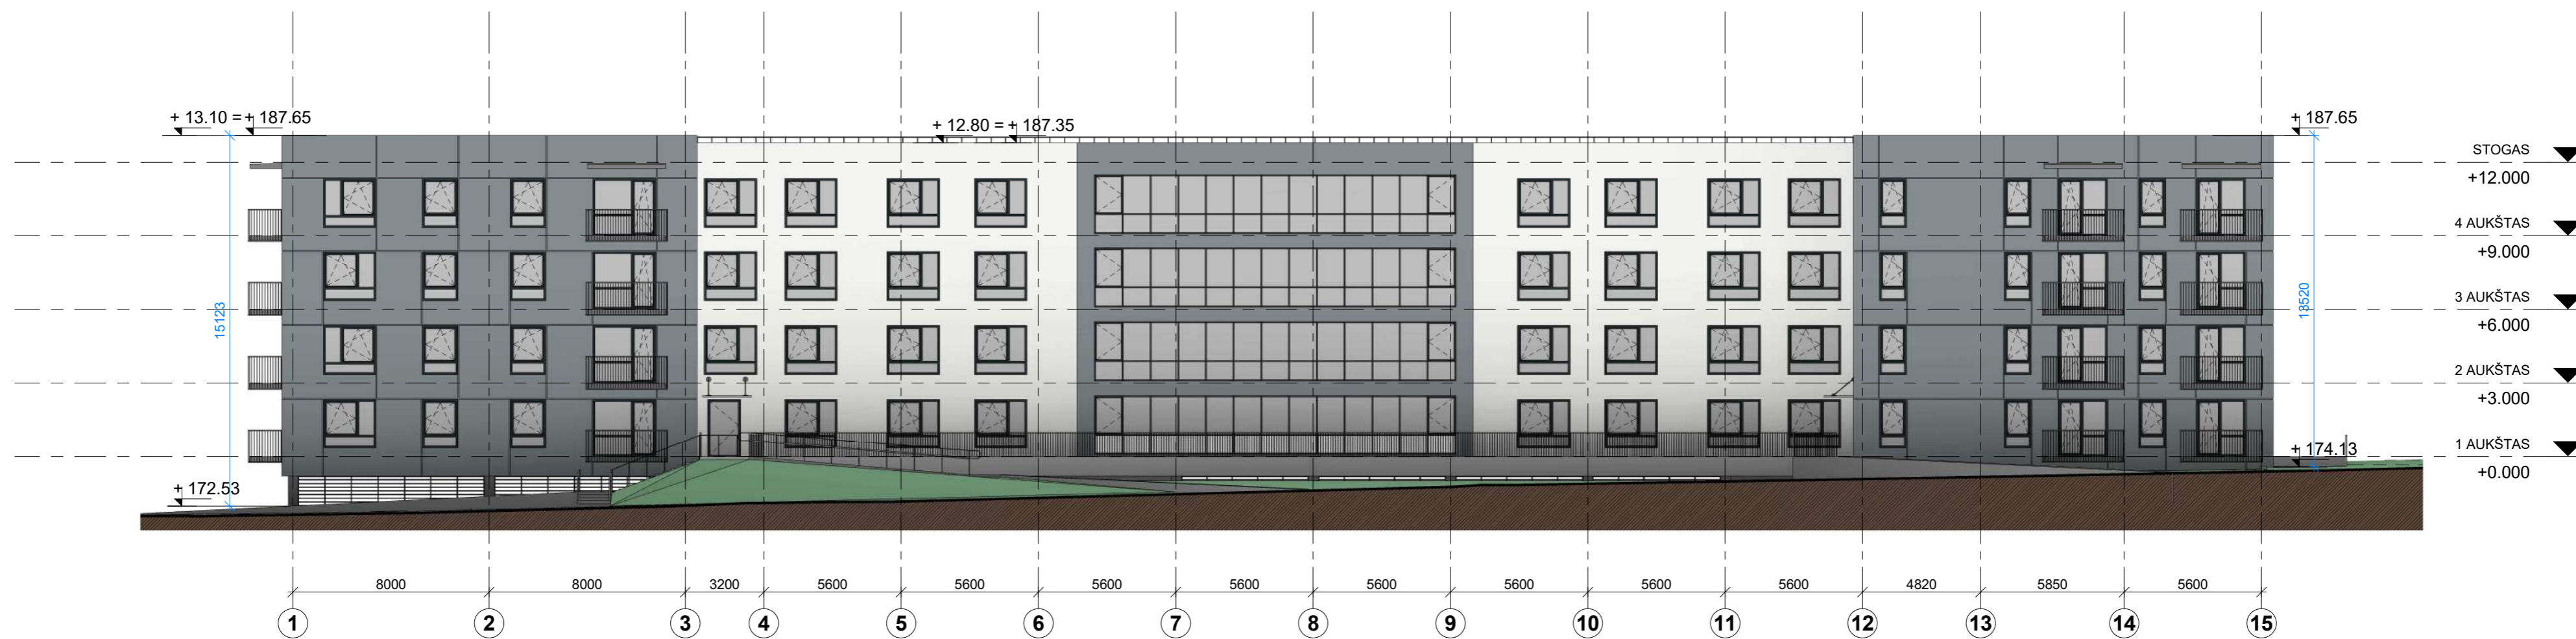 + 13.10 = + 187.65
+ 12.80 = + 187.35
+ 187.65
STOGAS
+12.000
4 AUKŠTAS
+9.000
3 AUKŠTAS
+6.000
2 AUKŠTAS
+3.000
1 AUKŠTAS
+0.000
15123
13520
+ 174.13
+ 172.53
8000 8000 3200 5600 5600 5600 5600 5600 5600 5600 5600 4820 5850 5600
1 2 3 4 5 6 7 8 9 10 11 12 13 14 15